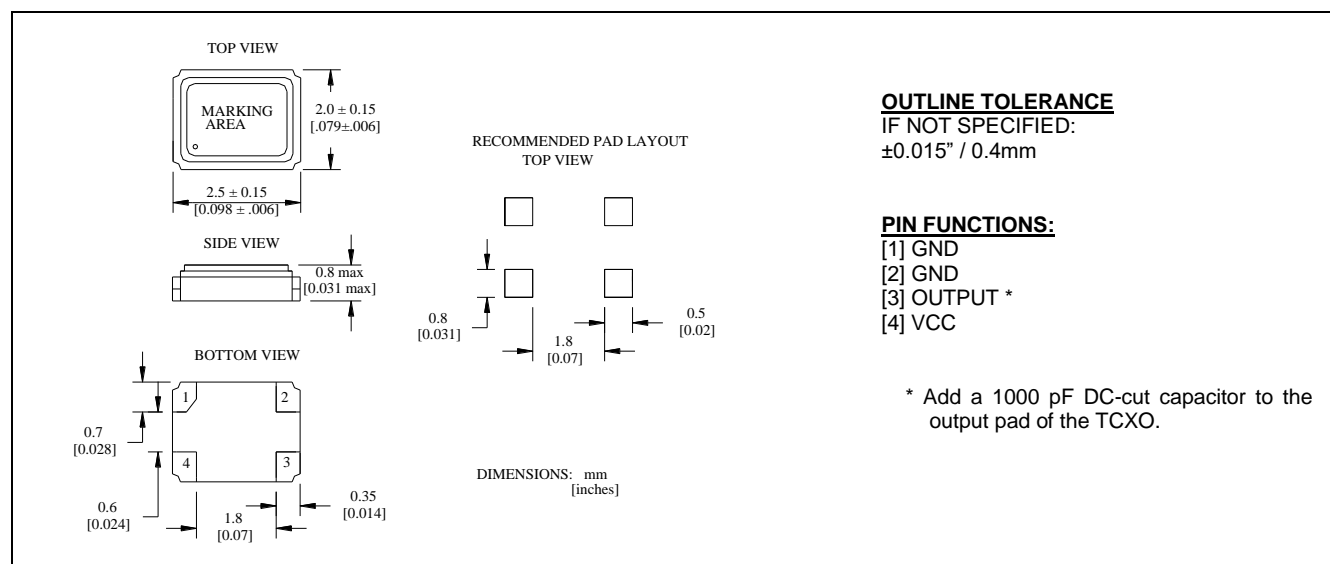 TOP VIEW
MARKING
AREA
2.0 ± 0.15
[.079±.006]
2.5 ± 0.15
[0.098 ± .006]
SIDE VIEW
0.8 max
[0.031 max]
BOTTOM VIEW
1
2
4
3
0.7
[0.028]
0.6
[0.024]
1.8
[0.07]
0.35
[0.014]
RECOMMENDED PAD LAYOUT
TOP VIEW
0.8
[0.031]
1.8
[0.07]
0.5
[0.02]
DIMENSIONS: mm
[inches]
OUTLINE TOLERANCE
IF NOT SPECIFIED:
±0.015” / 0.4mm
PIN FUNCTIONS:
[1] GND
[2] GND
[3] OUTPUT *
[4] VCC
* Add a 1000 pF DC-cut capacitor to the
output pad of the TCXO.